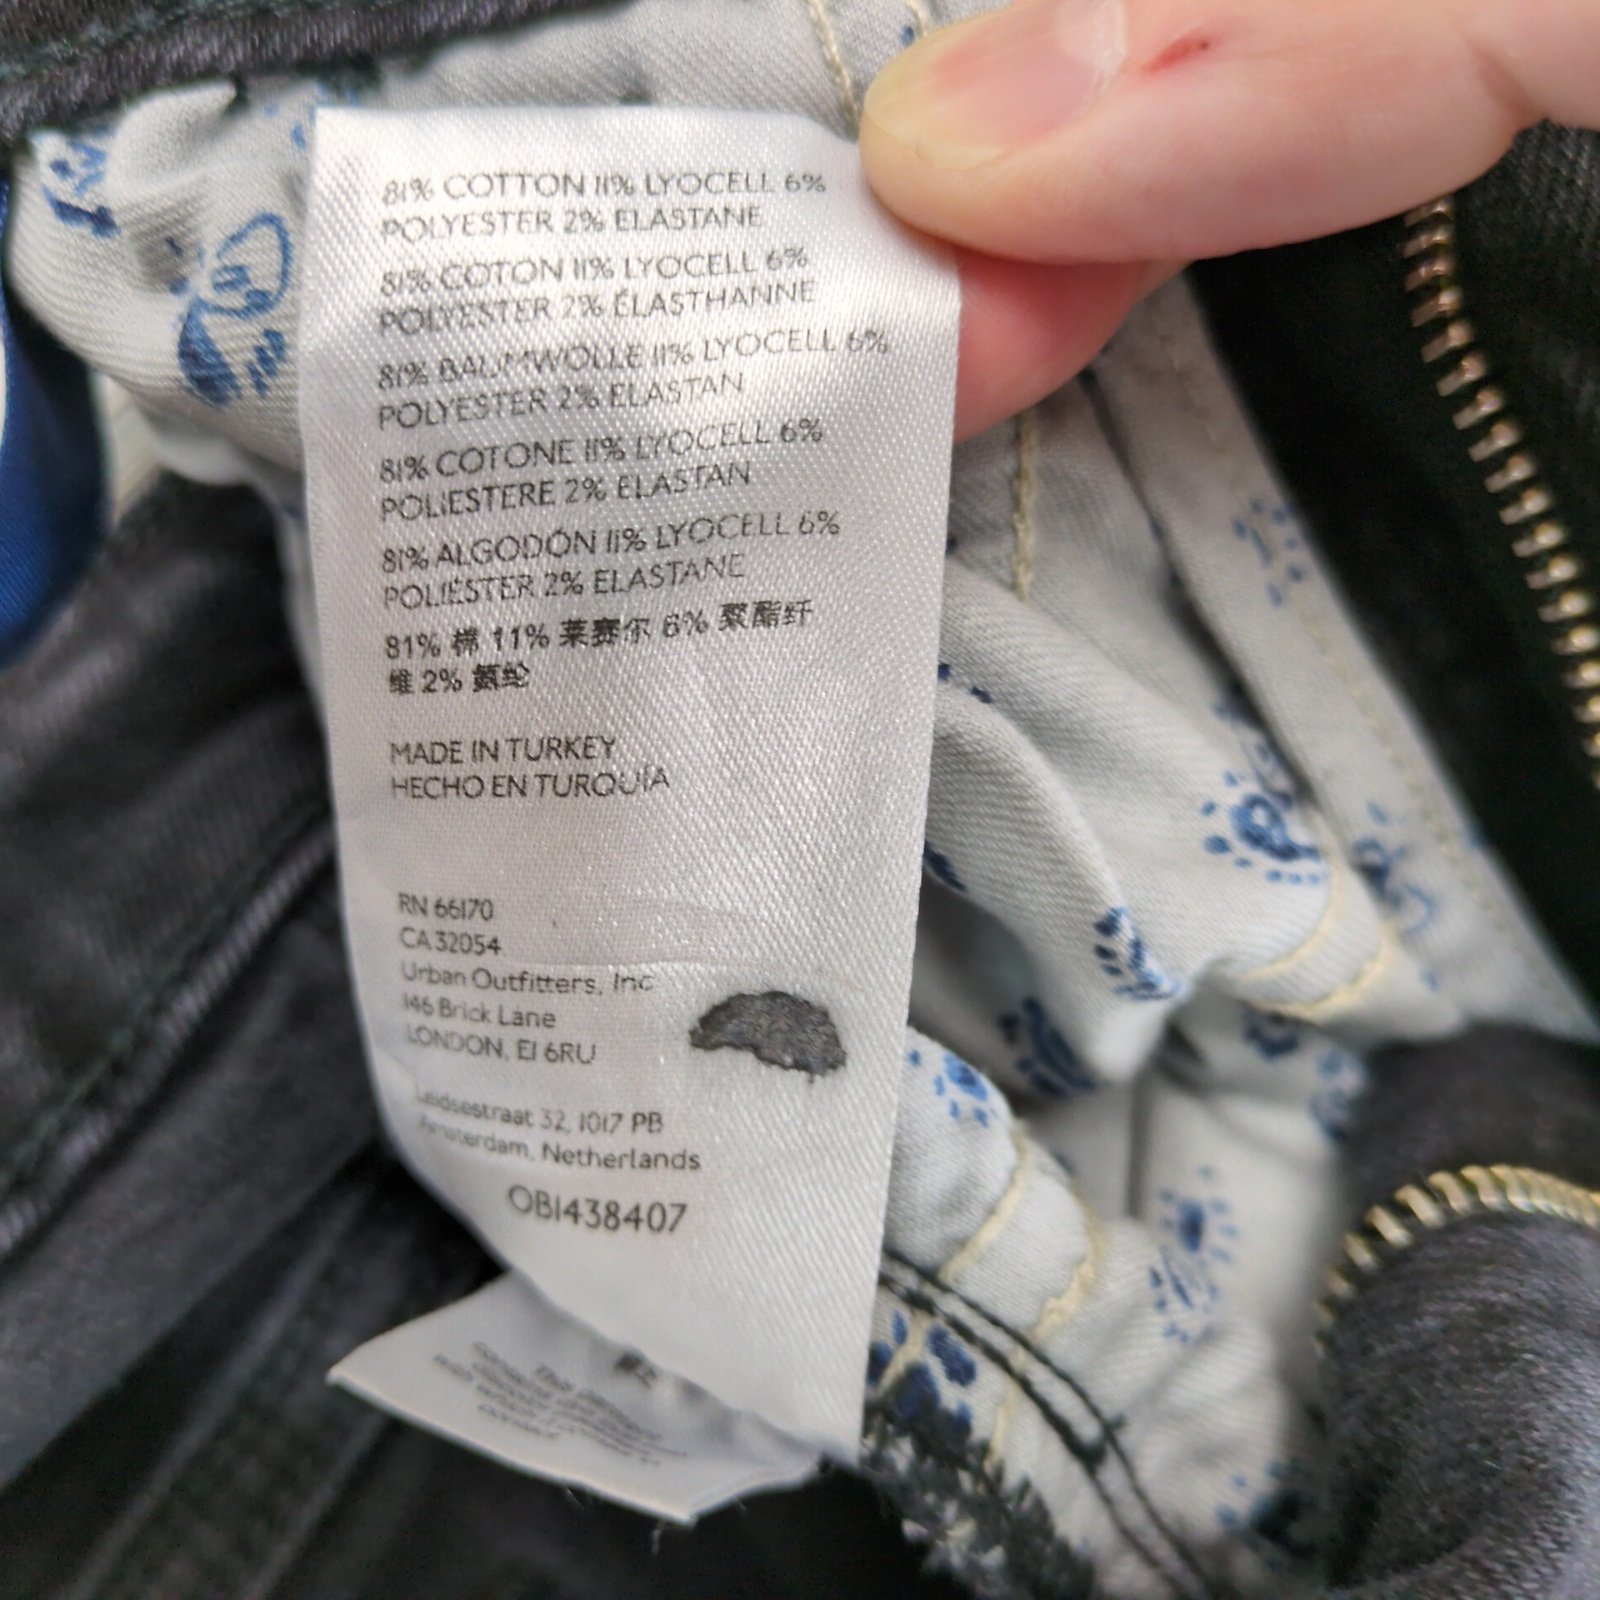 81% COTTON 11% LYOCELL 6%
POLYESTER 2% ELASTANE
81% COTON 11% LYOCELL 6%
POLYESTER 2% ÉLASTHANNE
81% BAUMWOLLE 11% LYOCELL 6%
POLYESTER 2% ELASTAN
81% COTONE 11% LYOCELL 6%
POLIESTERE 2% ELASTAN
81% ALGODÓN 11% LYOCELL 6%
POLIÉSTER 2% ELASTANE
81% 棉 11% 莱赛尔 6% 聚酯纤
维 2% 氨纶
MADE IN TURKEY
HECHO EN TURQUÍA
RN 66170
CA 32054
Urban Outfitters, Inc
146 Brick Lane
LONDON, E1 6RU
Leidsestraat 32, 1017 PB
Amsterdam, Netherlands
OB1438407